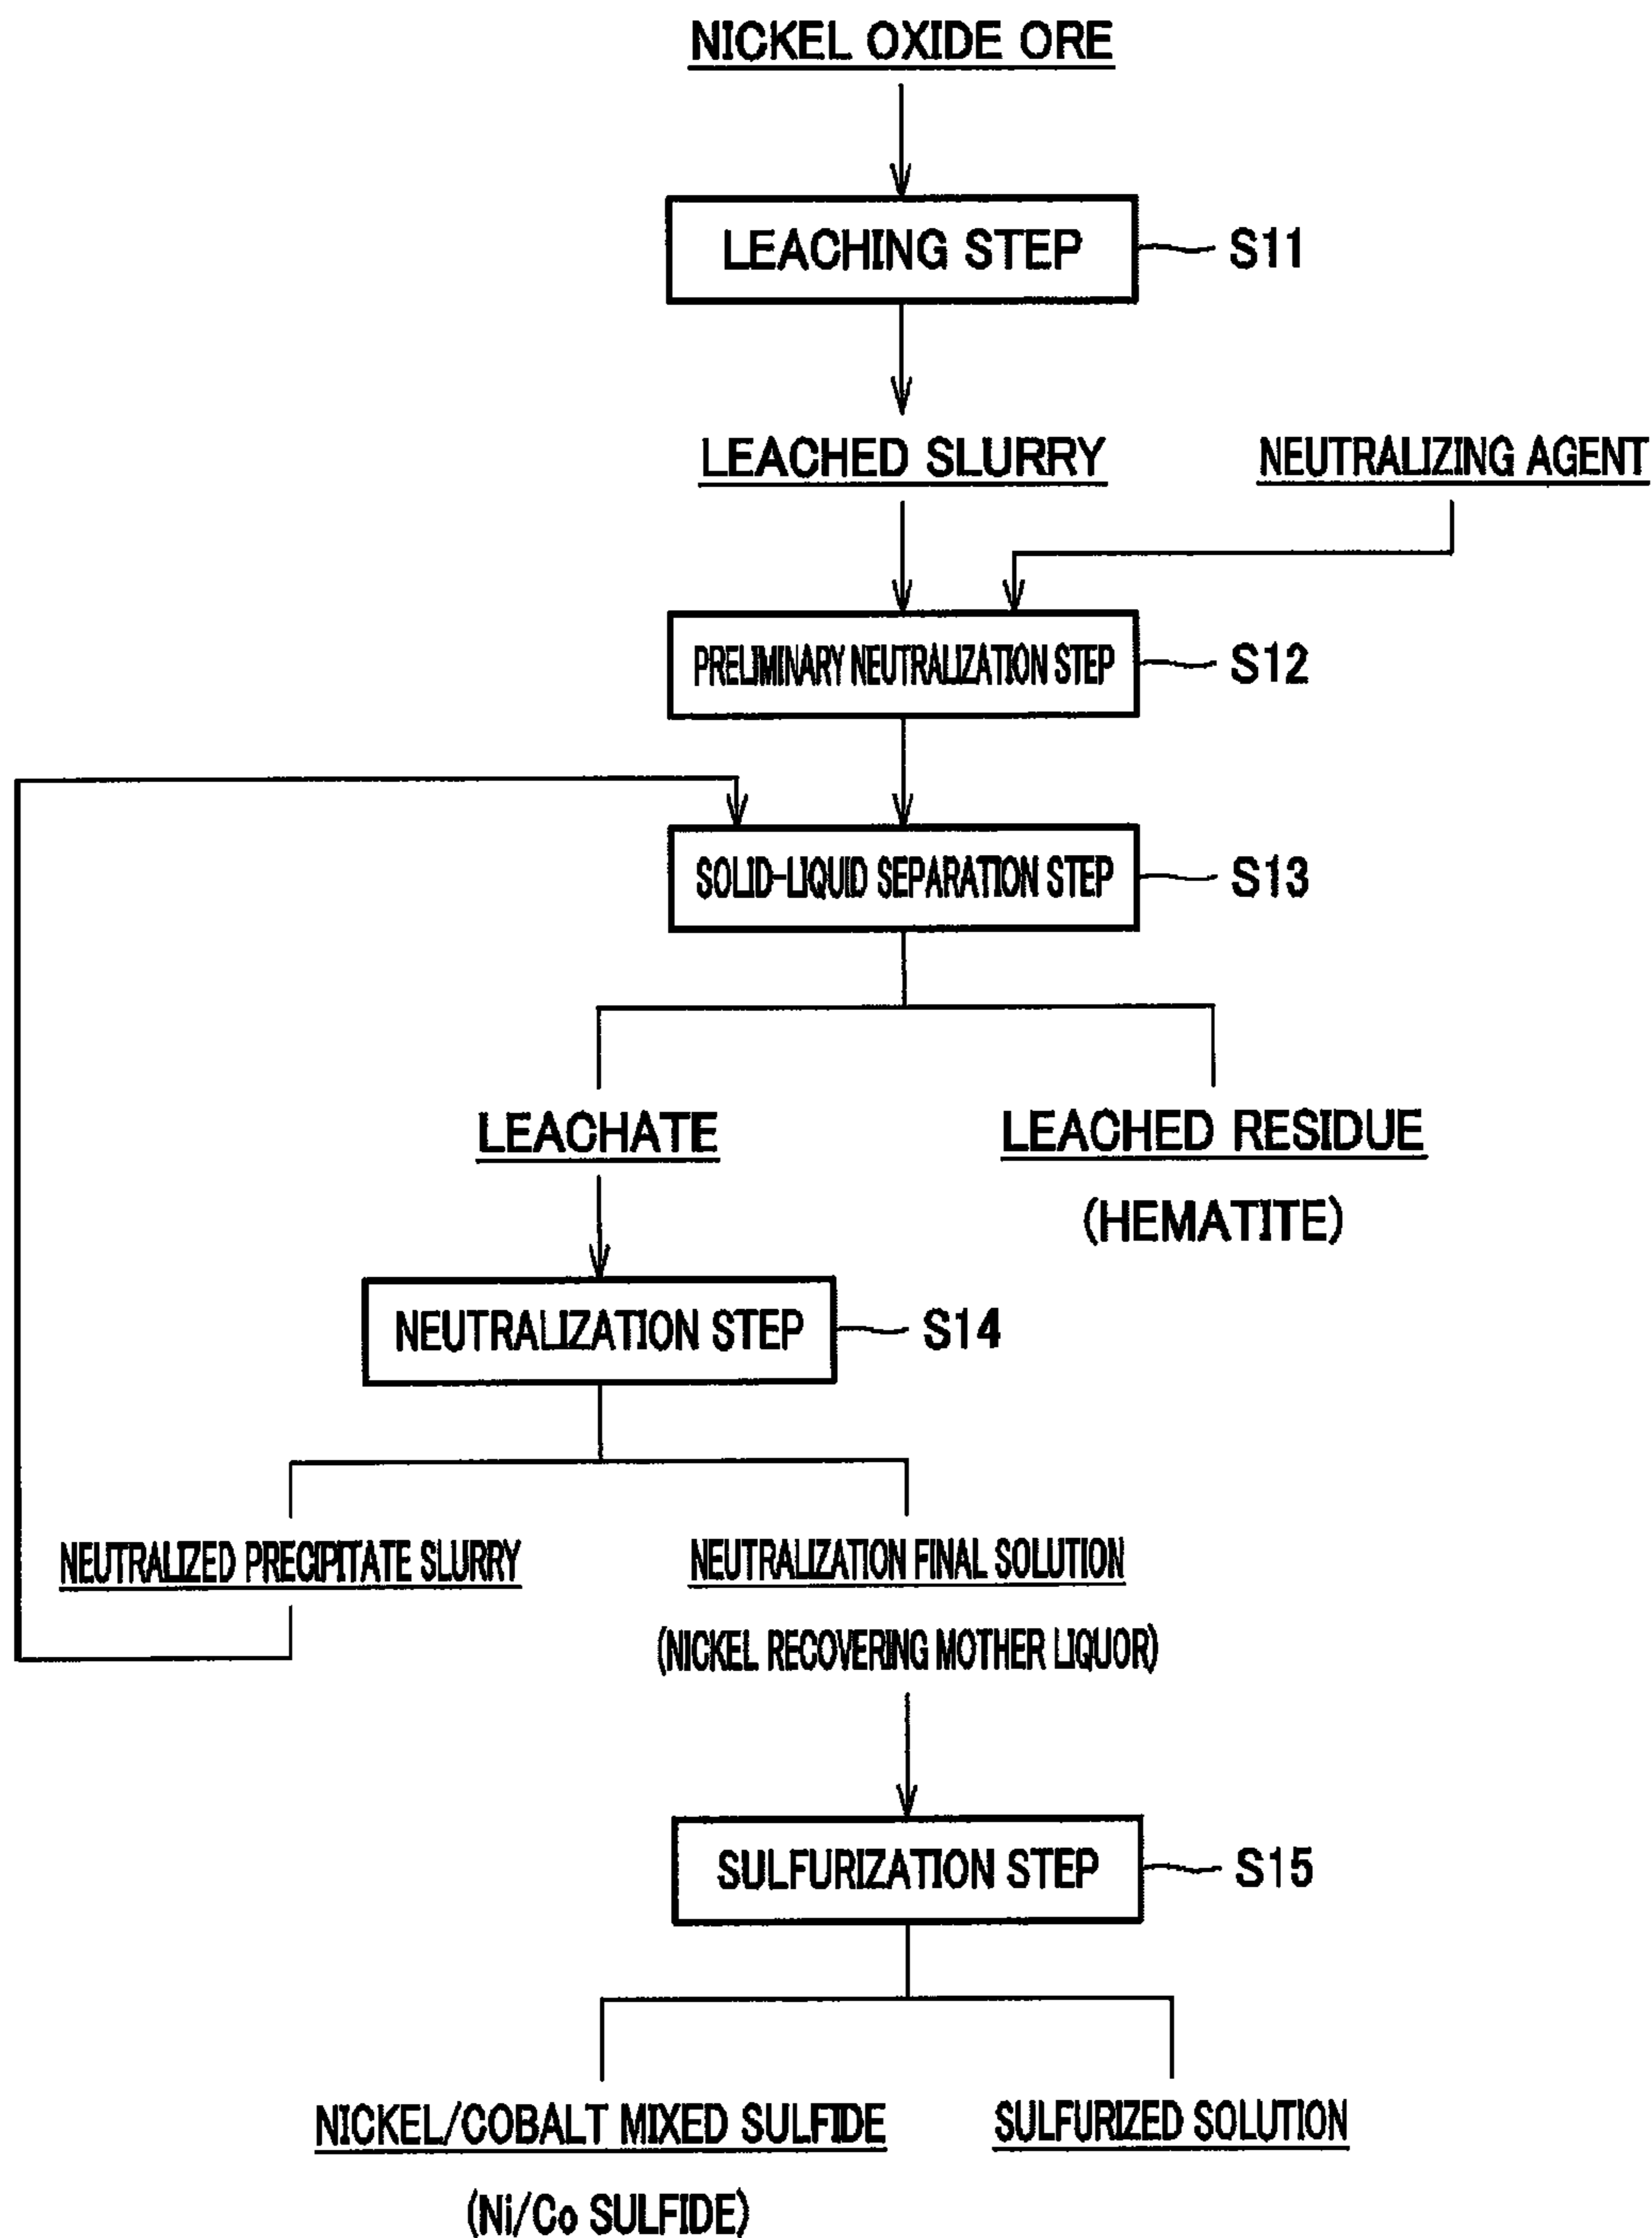 NICKEL OXIDE ORE
LEACHING STEP S11
LEACHED SLURRY NEUTRALIZING AGENT
PRELIMINARY NEUTRALIZATION STEP S12
SOLID-LIQUID SEPARATION STEP S13
LEACHATE LEACHED RESIDUE
(HEMATITE)
NEUTRALIZATION STEP S14
NEUTRALIZED PRECIPITATE SLURRY NEUTRALIZATION FINAL SOLUTION
(NICKEL RECOVERING MOTHER LIQUOR)
SULFURIZATION STEP S15
NICKEL/COBALT MIXED SULFIDE SULFURIZED SOLUTION
(Ni/Co SULFIDE)